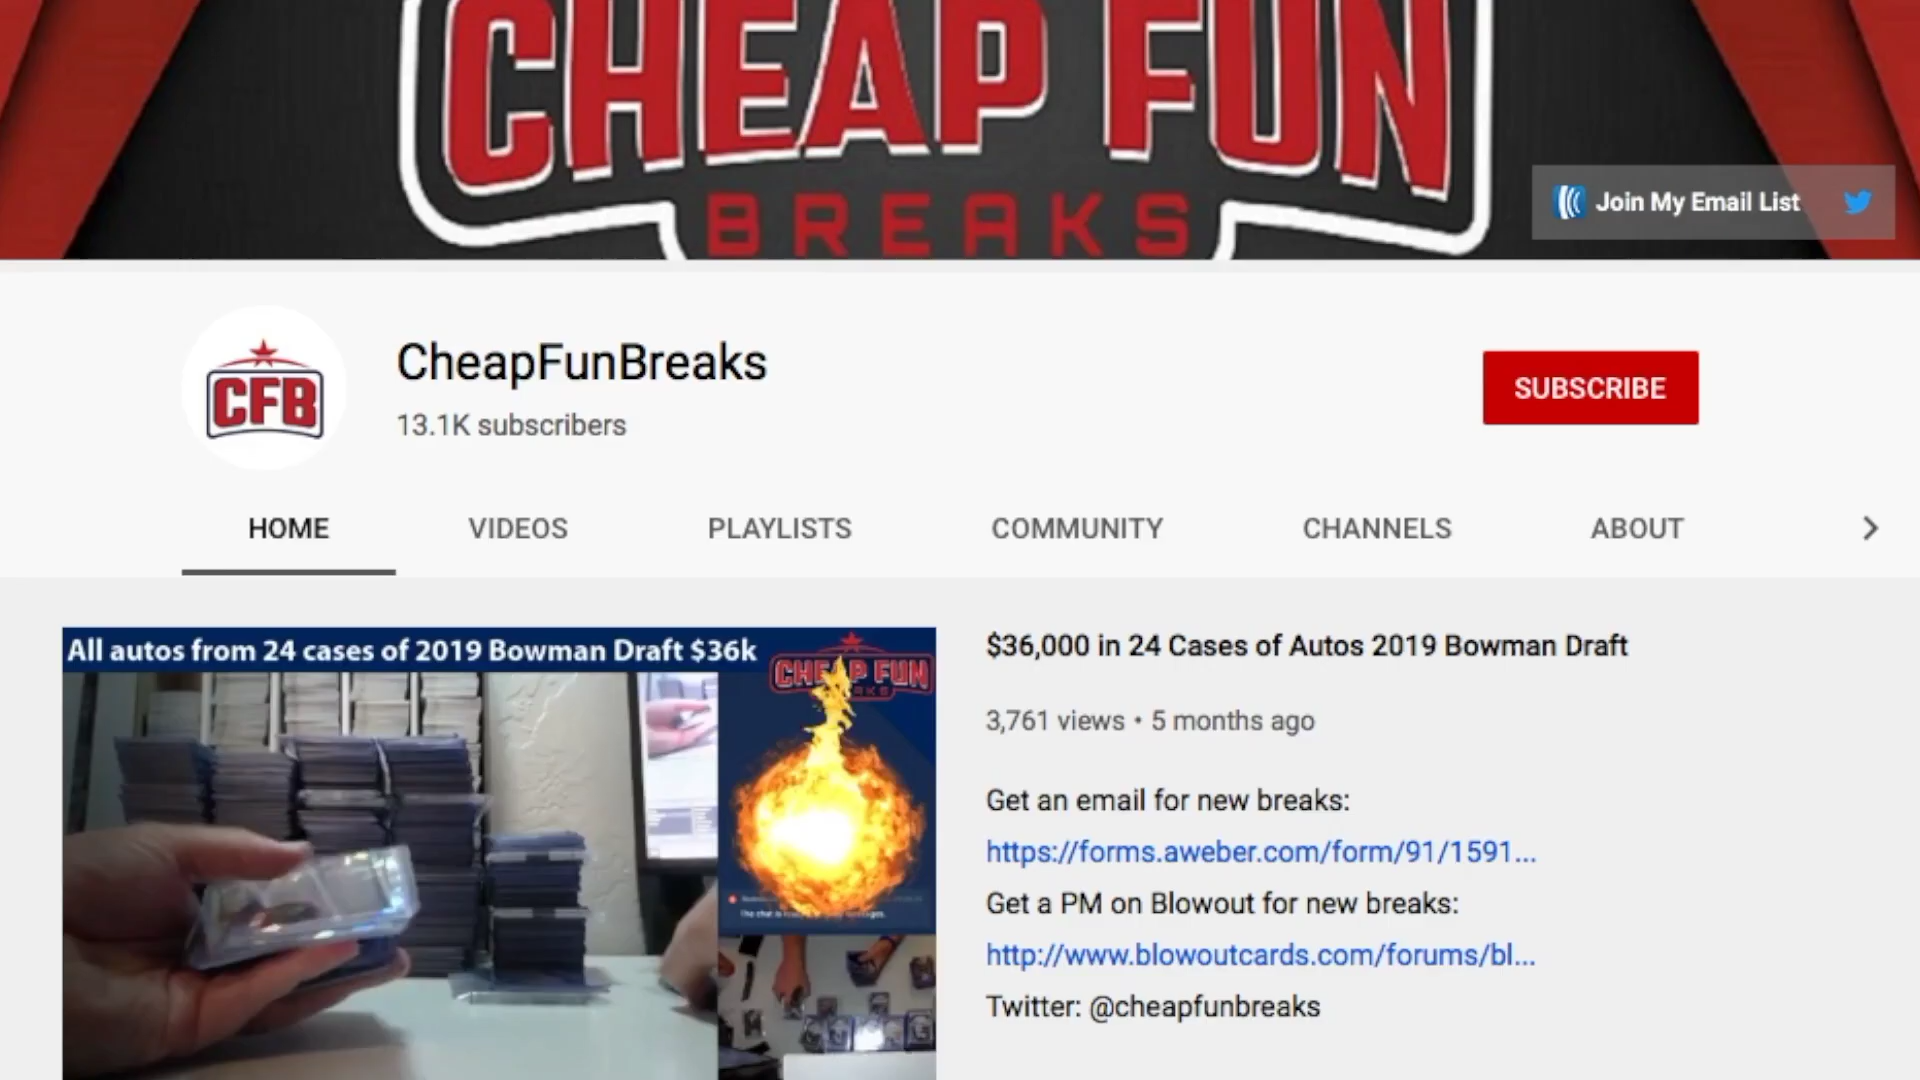 CHEAP FUN
BREAKS
Join My Email List
CFB
CheapFunBreaks
13.1K subscribers
SUBSCRIBE
HOME
VIDEOS
PLAYLISTS
COMMUNITY
CHANNELS
ABOUT
All autos from 24 cases of 2019 Bowman Draft $36k
CHEAP FUN
$36,000 in 24 Cases of Autos 2019 Bowman Draft
3,761 views • 5 months ago
Get an email for new breaks:
https://forms.aweber.com/form/91/1591...
Get a PM on Blowout for new breaks:
http://www.blowoutcards.com/forums/bl...
Twitter: @cheapfunbreaks